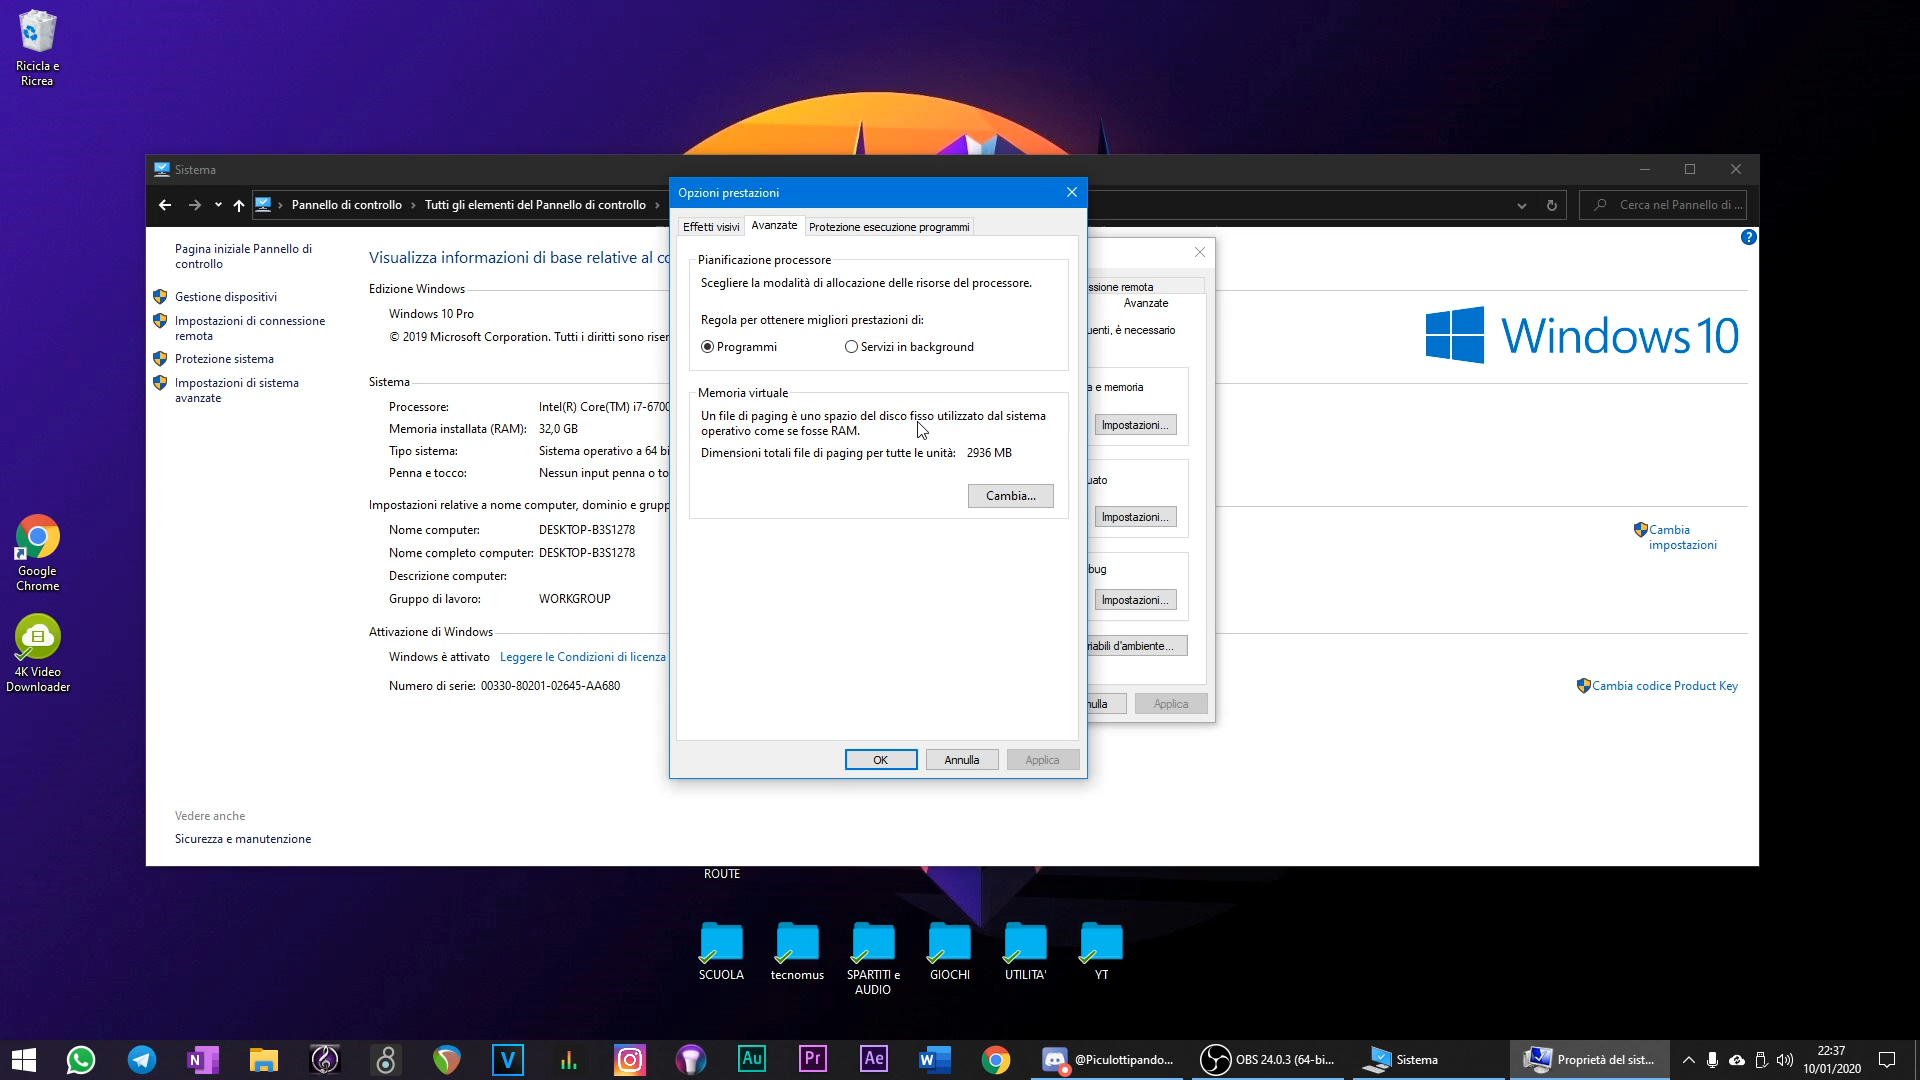 Ricicla e
Ricrea
Google
Chrome
4K Video
Downloader
Sistema
Pannello di controllo
Tutti gli elementi del Pannello di controllo
Cerca nel Pannello di ...
Pagina iniziale Pannello di
controllo
Gestione dispositivi
Impostazioni di connessione
remota
Protezione sistema
Impostazioni di sistema
avanzate
Vedere anche
Sicurezza e manutenzione
Visualizza informazioni di base relative al co
Edizione Windows
Windows 10 Pro
© 2019 Microsoft Corporation. Tutti i diritti sono riser
Sistema
Processore: Intel(R) Core(TM) i7-6700
Memoria installata (RAM): 32,0 GB
Tipo sistema: Sistema operativo a 64 bi
Penna e tocco: Nessun input penna o to
Impostazioni relative a nome computer, dominio e grupp
Nome computer: DESKTOP-B3S1278
Nome completo computer: DESKTOP-B3S1278
Descrizione computer:
Gruppo di lavoro: WORKGROUP
Attivazione di Windows
Windows è attivato Leggere le Condizioni di licenza
Numero di serie: 00330-80201-02645-AA680
Opzioni prestazioni
Effetti visivi
Avanzate
Protezione esecuzione programmi
Pianificazione processore
Scegliere la modalità di allocazione delle risorse del processore.
Regola per ottenere migliori prestazioni di:
Programmi
Servizi in background
Memoria virtuale
Un file di paging è uno spazio del disco fisso utilizzato dal sistema
operativo come se fosse RAM.
Dimensioni totali file di paging per tutte le unità: 2936 MB
Cambia...
OK
Annulla
Applica
ssione remota
Avanzate
uenti, è necessario
a e memoria
Impostazioni...
uato
Impostazioni...
bug
Impostazioni...
riabili d'ambiente...
nulla
Applica
?
Windows 10
Cambia
impostazioni
Cambia codice Product Key
ROUTE
SCUOLA
tecnomus
SPARTITI e
AUDIO
GIOCHI
UTILITA'
YT
N
8
V
Au
Pr
Ae
W
@Piculottipando...
OBS 24.0.3 (64-bi...
Sistema
Proprietà del sist...
22:37
10/01/2020